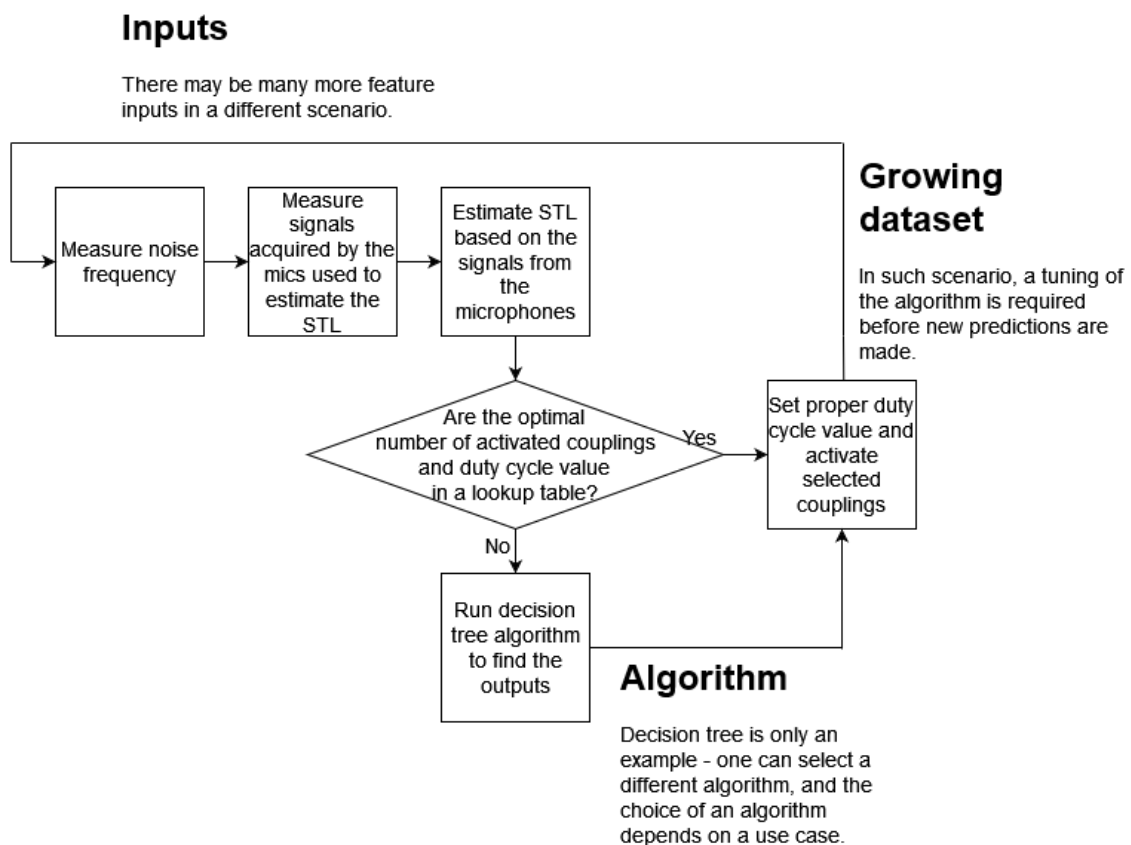 Inputs
There may be many more feature
inputs in a different scenario.
Growing
dataset
In such scenario, a tuning of
the algorithm is required
before new predictions are
made.
Measure noise
frequency
Measure
signals
acquired by the
mics used to
estimate the
STL
Estimate STL
based on the
signals from
the
microphones
Are the optimal
number of activated couplings
and duty cycle value
in a lookup table?
Yes
Set proper duty
cycle value and
activate
selected
couplings
No
Run decision
tree algorithm
to find the
outputs
Algorithm
Decision tree is only an
example - one can select a
different algorithm, and the
choice of an algorithm
depends on a use case.